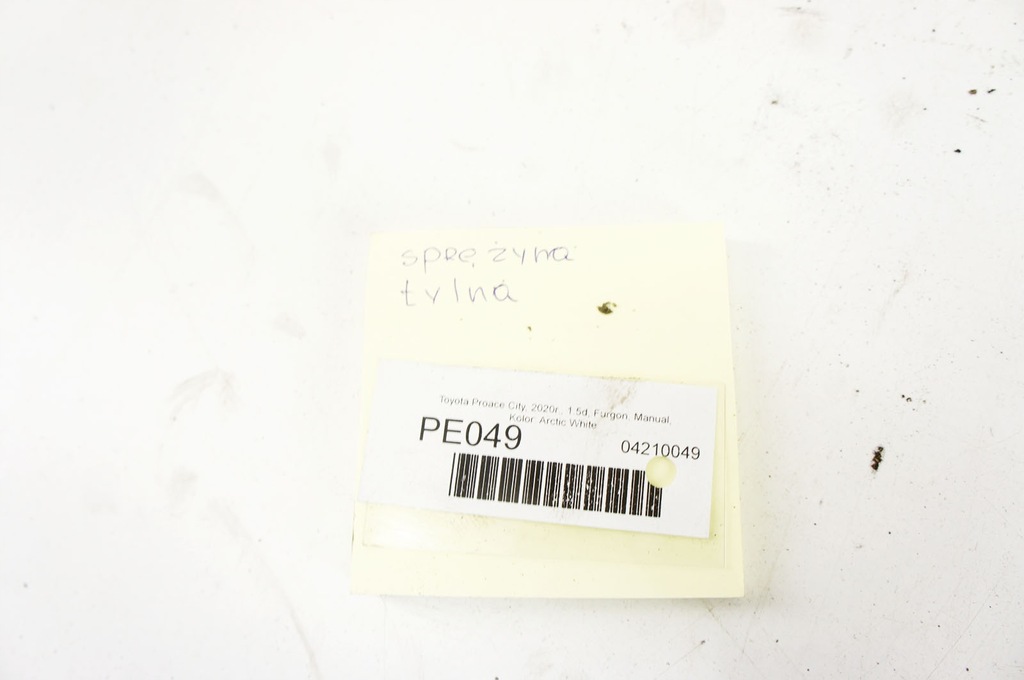 sprężyna
tylna
Toyota Proace City, 2020r., 1.5d, Furgon, Manual,
Kolor: Arctic White
PE049
04210049